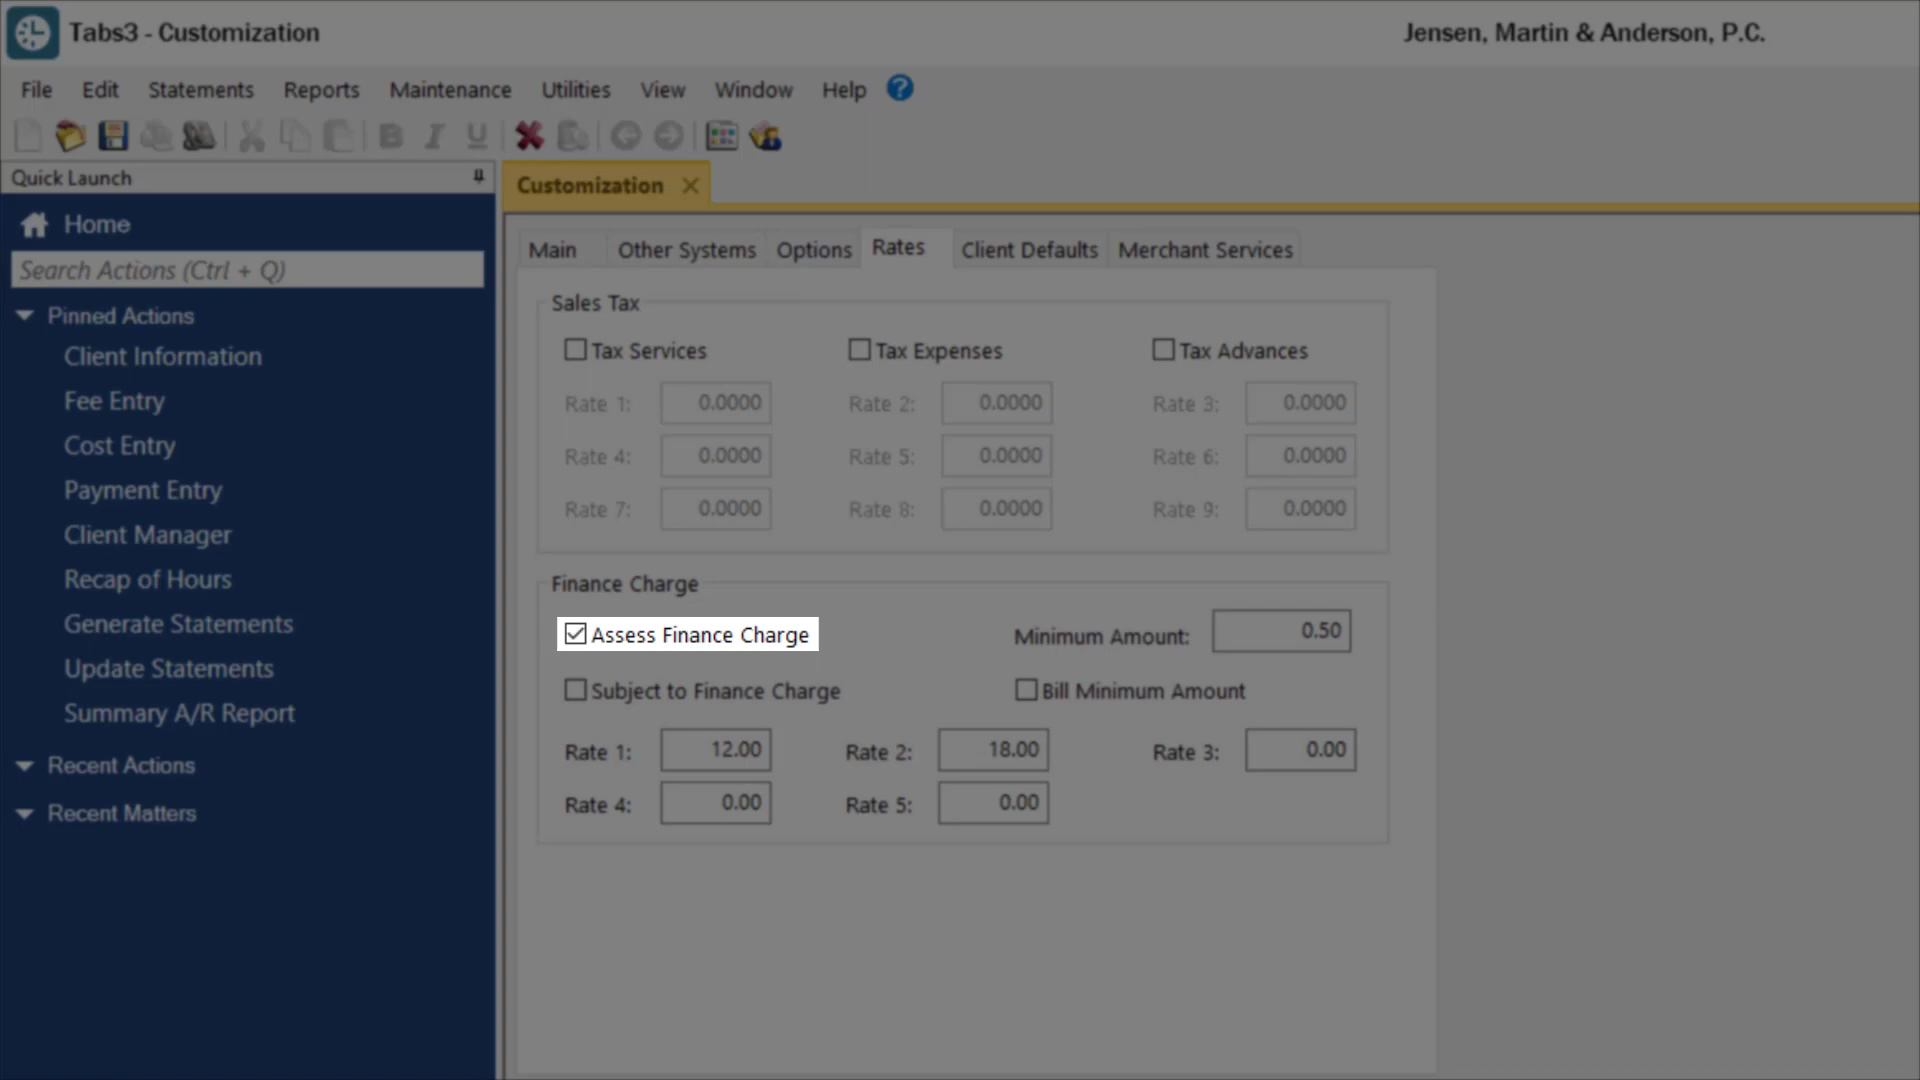 Tabs3 - Customization
Jensen, Martin & Anderson, P.C.
File Edit Statements Reports Maintenance Utilities View Window Help ?
B I U
Quick Launch
Customization
Home
Search Actions (Ctrl + Q)
Pinned Actions
Client Information
Fee Entry
Cost Entry
Payment Entry
Client Manager
Recap of Hours
Generate Statements
Update Statements
Summary A/R Report
Recent Actions
Recent Matters
Main Other Systems Options Rates Client Defaults Merchant Services
Sales Tax
Tax Services Tax Expenses Tax Advances
Rate 1: 0.0000 Rate 2: 0.0000 Rate 3: 0.0000
Rate 4: 0.0000 Rate 5: 0.0000 Rate 6: 0.0000
Rate 7: 0.0000 Rate 8: 0.0000 Rate 9: 0.0000
Finance Charge
Assess Finance Charge Minimum Amount: 0.50
Subject to Finance Charge Bill Minimum Amount
Rate 1: 12.00 Rate 2: 18.00 Rate 3: 0.00
Rate 4: 0.00 Rate 5: 0.00